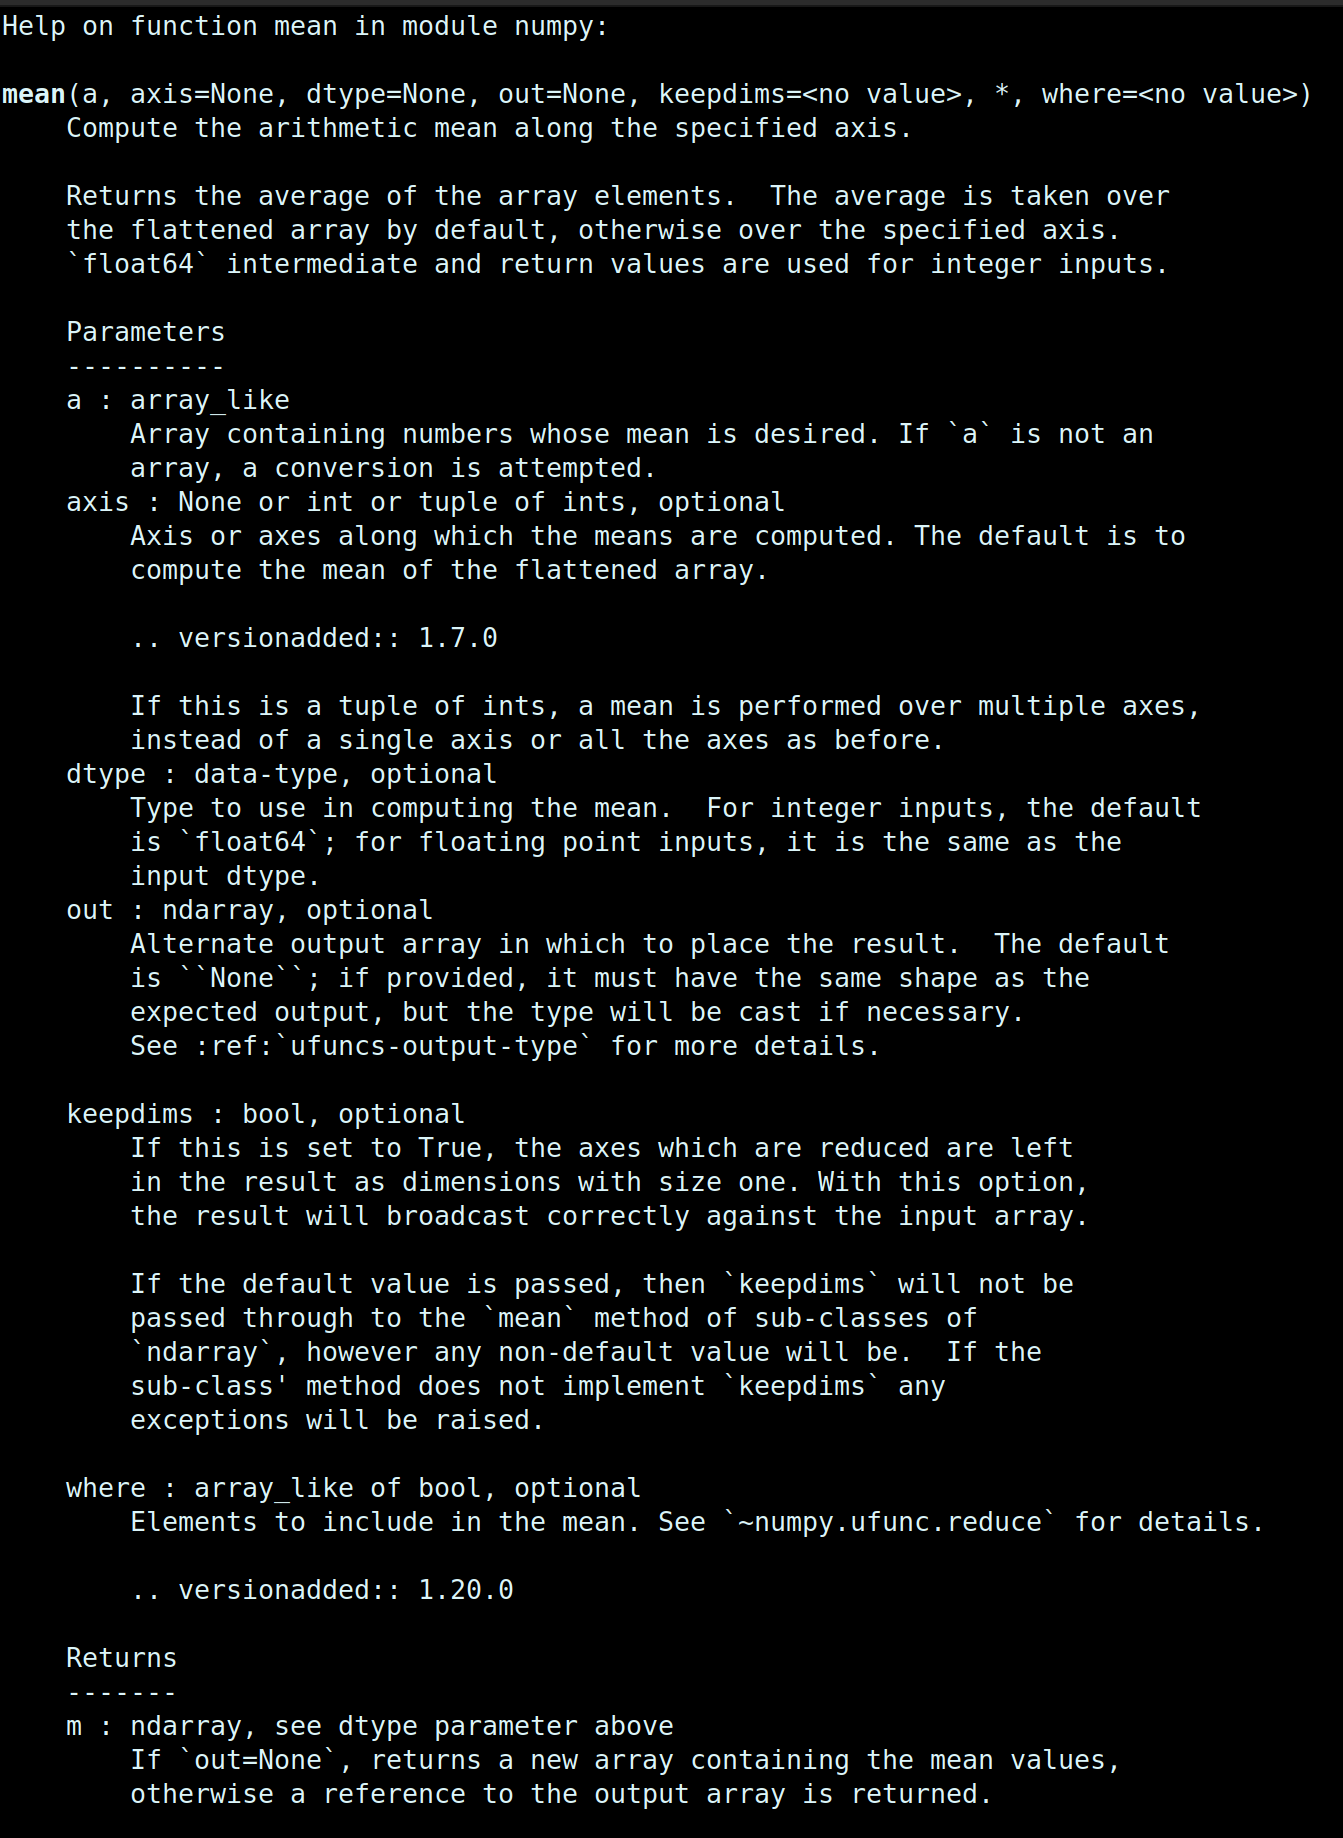 Help on function mean in module numpy:

mean(a, axis=None, dtype=None, out=None, keepdims=<no value>, *, where=<no value>)
    Compute the arithmetic mean along the specified axis.

    Returns the average of the array elements.  The average is taken over
    the flattened array by default, otherwise over the specified axis.
    `float64` intermediate and return values are used for integer inputs.

    Parameters
    ----------
    a : array_like
        Array containing numbers whose mean is desired. If `a` is not an
        array, a conversion is attempted.
    axis : None or int or tuple of ints, optional
        Axis or axes along which the means are computed. The default is to
        compute the mean of the flattened array.

        .. versionadded:: 1.7.0

        If this is a tuple of ints, a mean is performed over multiple axes,
        instead of a single axis or all the axes as before.
    dtype : data-type, optional
        Type to use in computing the mean.  For integer inputs, the default
        is `float64`; for floating point inputs, it is the same as the
        input dtype.
    out : ndarray, optional
        Alternate output array in which to place the result.  The default
        is ``None``; if provided, it must have the same shape as the
        expected output, but the type will be cast if necessary.
        See :ref:`ufuncs-output-type` for more details.

    keepdims : bool, optional
        If this is set to True, the axes which are reduced are left
        in the result as dimensions with size one. With this option,
        the result will broadcast correctly against the input array.

        If the default value is passed, then `keepdims` will not be
        passed through to the `mean` method of sub-classes of
        `ndarray`, however any non-default value will be.  If the
        sub-class' method does not implement `keepdims` any
        exceptions will be raised.

    where : array_like of bool, optional
        Elements to include in the mean. See `~numpy.ufunc.reduce` for details.

        .. versionadded:: 1.20.0

    Returns
    -------
    m : ndarray, see dtype parameter above
        If `out=None`, returns a new array containing the mean values,
        otherwise a reference to the output array is returned.